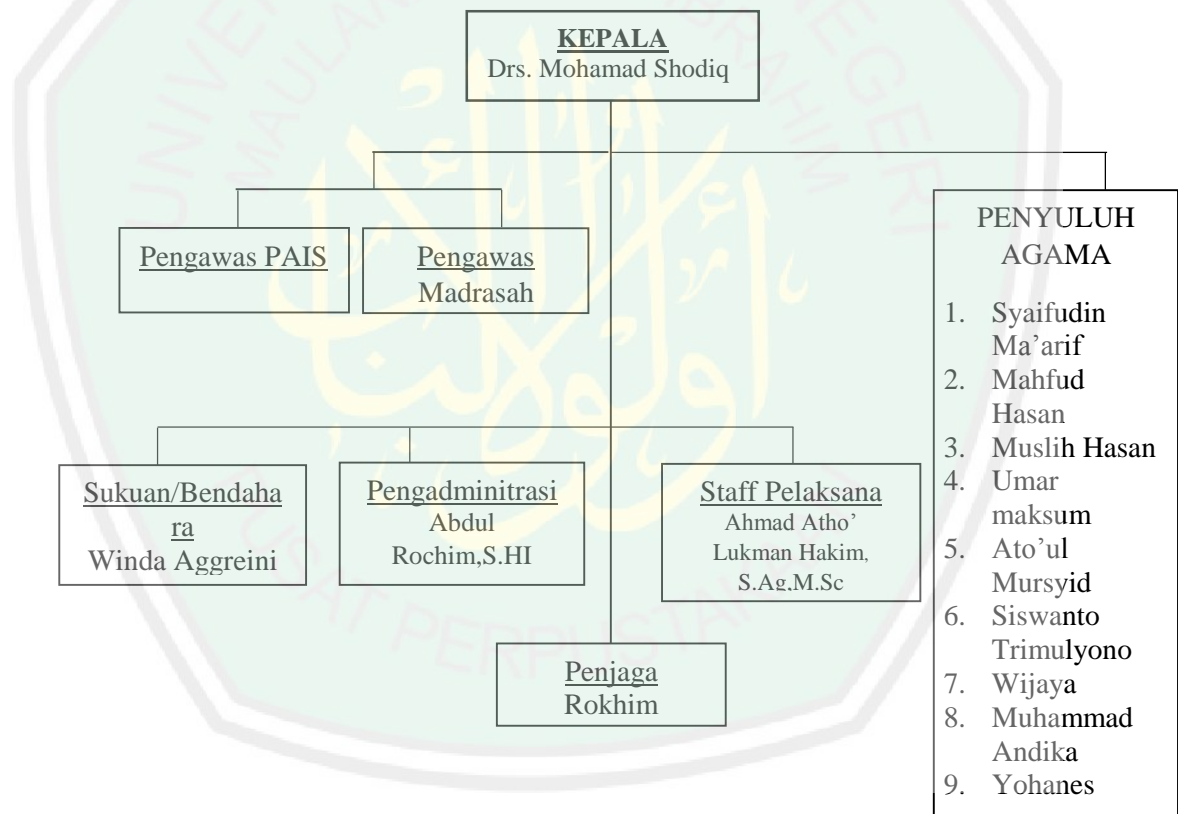 KEPALA
Drs. Mohamad Shodiq
Pengawas PAIS
Pengawas
Madrasah
PENYULUH
AGAMA
1. Syaifudin
Ma’arif
2. Mahfud
Hasan
3. Muslih Hasan
4. Umar
maksum
5. Ato’ul
Mursyid
6. Siswanto
Trimulyono
7. Wijaya
8. Muhammad
Andika
9. Yohanes
Sukuan/Bendaha
ra
Winda Aggreini
Pengadminitrasi
Abdul
Rochim,S.HI
Staff Pelaksana
Ahmad Atho’
Lukman Hakim,
S.Ag,M.Sc
Penjaga
Rokhim
PUSAT PERPUSTAKAAN